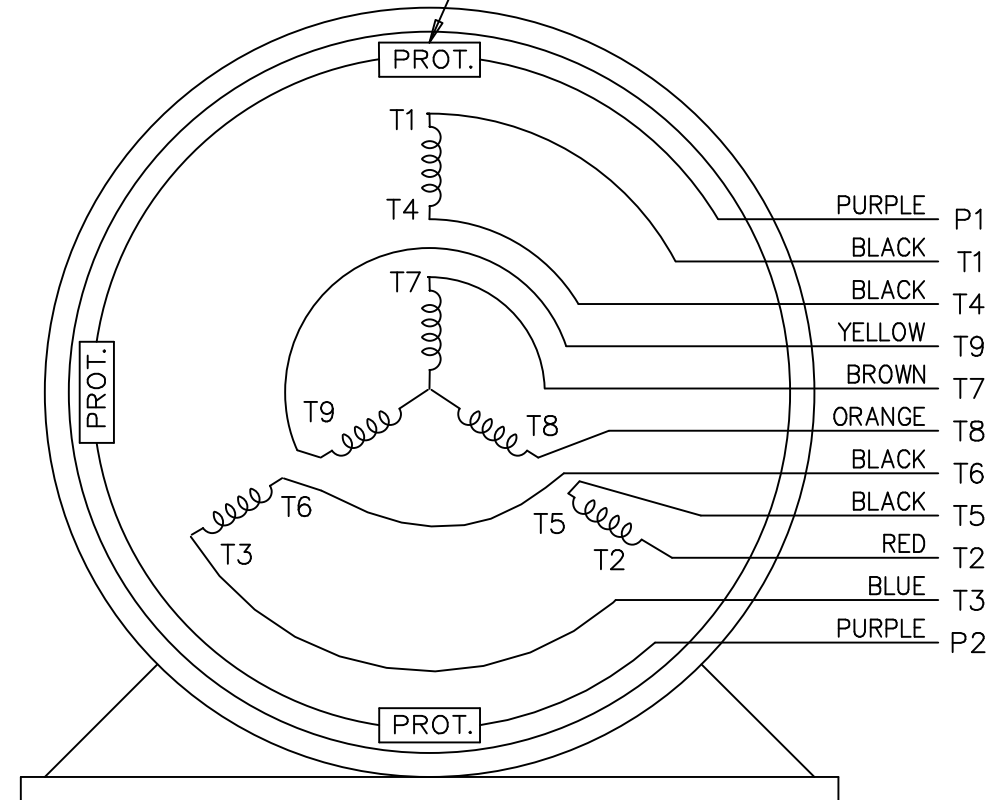 PROT.
T1
T4
T7
PROT.
T9
T8
T6
T3
T5
T2
PROT.
PURPLE P1
BLACK T1
BLACK T4
YELLOW T9
BROWN T7
ORANGE T8
BLACK T6
BLACK T5
RED T2
BLUE T3
PURPLE P2